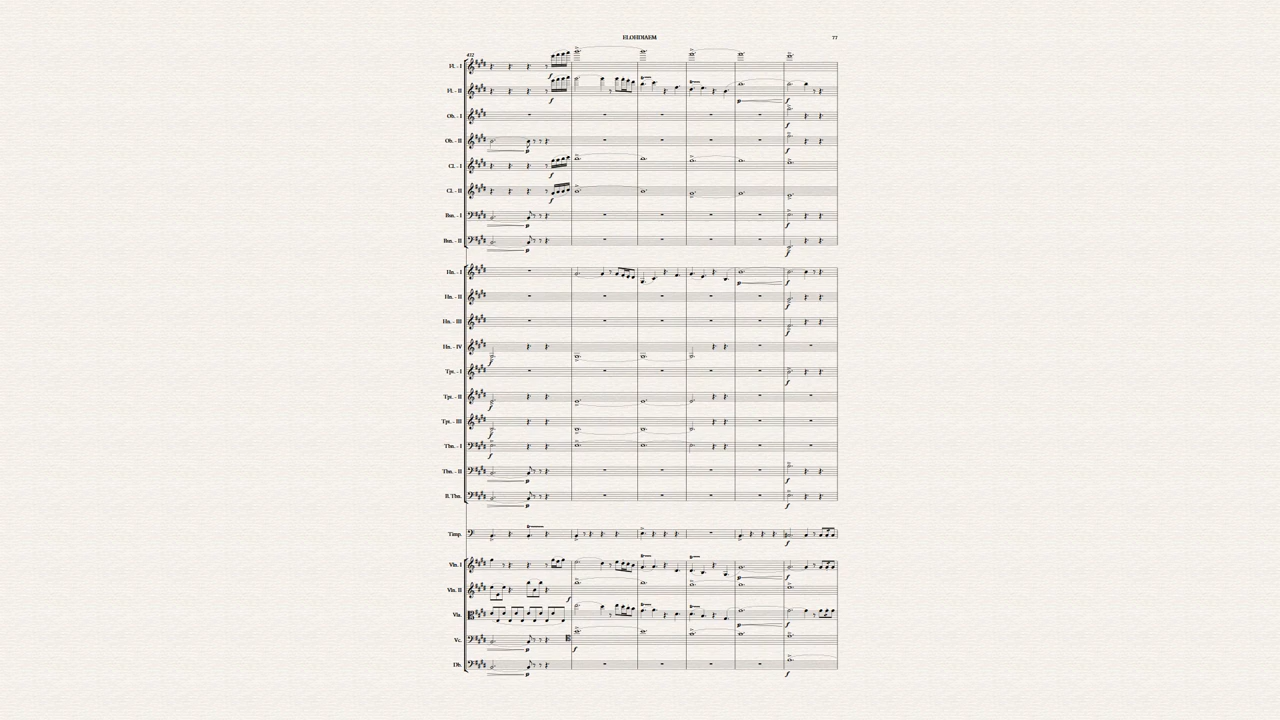 ELOHDIAEM
77
412
Fl. - I
Fl. - II
Ob. - I
Ob. - II
Cl. - I
Cl. - II
Bsn. - I
Bsn. - II
Hn. - I
Hn. - II
Hn. - III
Hn. - IV
Tpt. - I
Tpt. - II
Tpt. - III
Tbn. - I
Tbn. - II
B. Tbn.
Timp.
Vln. I
Vln. II
Vla.
Vc.
Db.